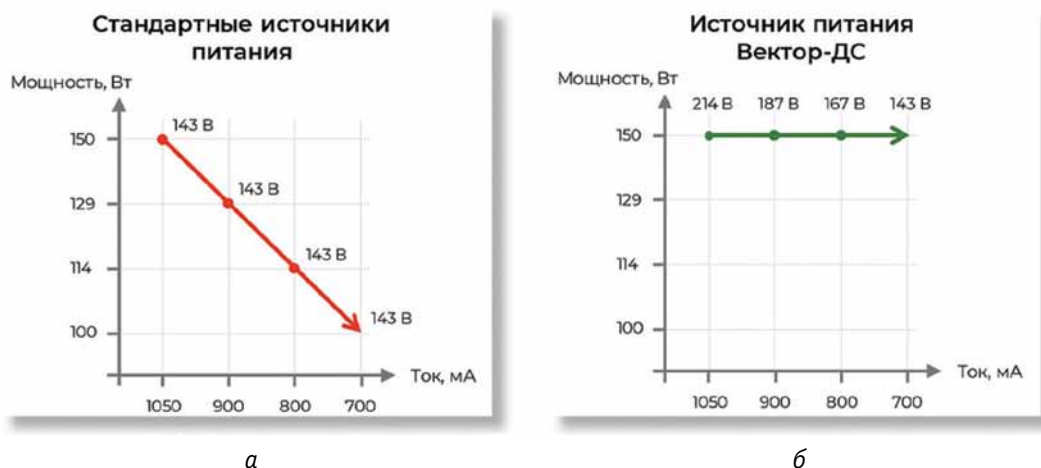 Стандартные источники
питания
Мощность, Вт
143 В
150
143 В
129
143 В
114
143 В
100
Ток, мА
1050 900 800 700
а
Источник питания
Вектор-ДС
Мощность, Вт
214 В 187 В 167 В 143 В
150
129
114
100
Ток, мА
1050 900 800 700
б